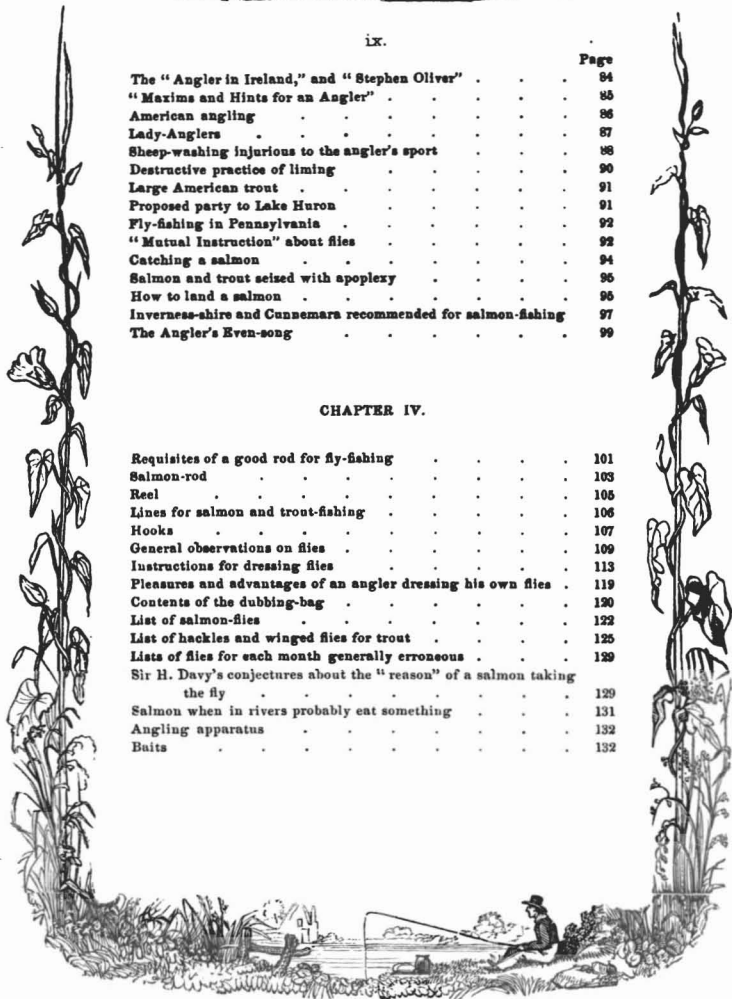 ix.
Page
The “Angler in Ireland,” and “Stephen Oliver” . . . 84
“Maxims and Hints for an Angler” . . . . . 85
American angling . . . . . . 86
Lady-Anglers . . . . . . . 87
Sheep-washing injurious to the angler's sport . . . 88
Destructive practice of liming . . . . . 90
Large American trout . . . . . . . 91
Proposed party to Lake Huron . . . . . 91
Fly-fishing in Pennsylvania . . . . . . 92
“Mutual Instruction” about flies . . . . . 92
Catching a salmon . . . . . . 94
Salmon and trout seized with apoplexy . . . . 95
How to land a salmon . . . . . . 95
Inverness-shire and Cunnemara recommended for salmon-fishing 97
The Angler's Even-song . . . . . . 99
CHAPTER IV.
Requisites of a good rod for fly-fishing . . . . 101
Salmon-rod . . . . . . . 103
Reel . . . . . . . . 105
Lines for salmon and trout-fishing . . . . . 106
Hooks . . . . . . . . 107
General observations on flies . . . . . . 109
Instructions for dressing flies . . . . . 113
Pleasures and advantages of an angler dressing his own flies . 119
Contents of the dubbing-bag . . . . . . 120
List of salmon-flies . . . . . . 122
List of hackles and winged flies for trout . . . . 125
Lists of flies for each month generally erroneous . . . 129
Sir H. Davy's conjectures about the “reason” of a salmon taking
the fly . . . . . . . . 129
Salmon when in rivers probably eat something . . . 131
Angling apparatus . . . . . . 132
Baits . . . . . . . . 132